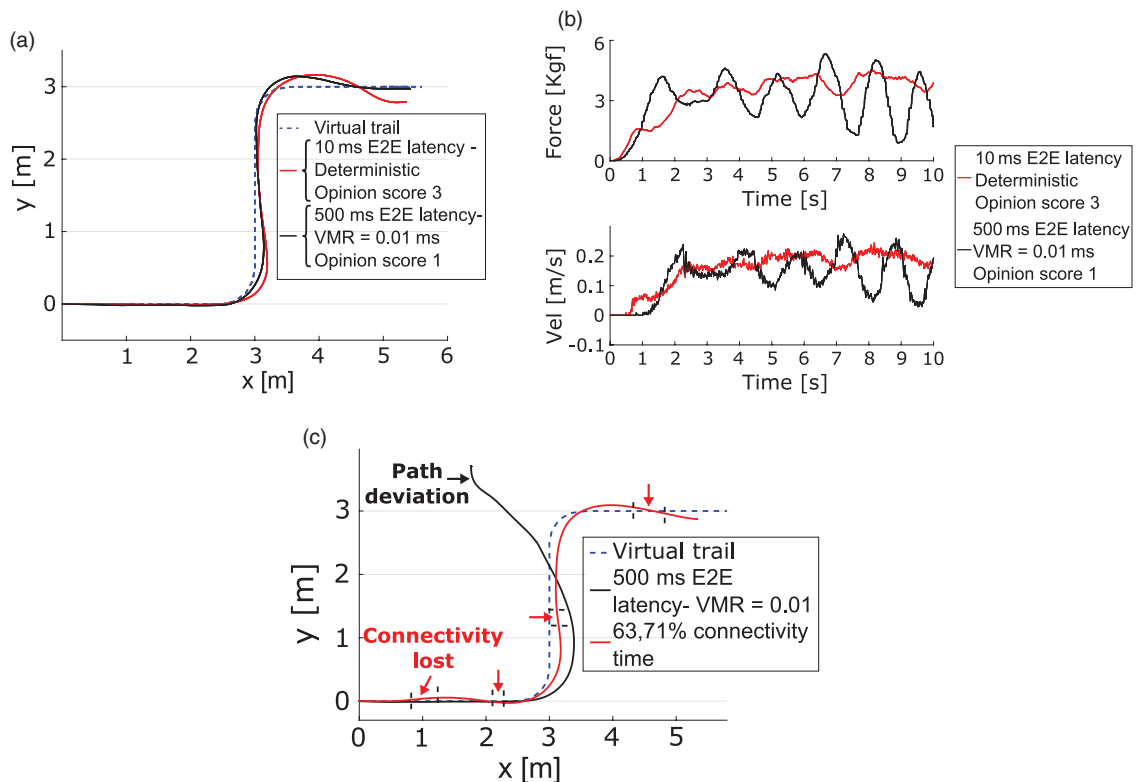 (a)
y [m]
3
2
1
0
1
2
3
4
5
6
x [m]
Virtual trail
10 ms E2E latency -
Deterministic
Opinion score 3
500 ms E2E latency-
VMR = 0.01 ms
Opinion score 1
(b)
Force [Kgf]
6
3
0
0 1 2 3 4 5 6 7 8 9 10
Time [s]
Vel [m/s]
0.2
0.10
0
-0.1
0 1 2 3 4 5 6 7 8 9 10
Time [s]
10 ms E2E latency
Deterministic
Opinion score 3
500 ms E2E latency
VMR = 0.01 ms
Opinion score 1
(c)
Path
deviation
y [m]
3
2
1
0
Connectivity
lost
0 1 2 3 4 5
x [m]
Virtual trail
500 ms E2E
latency- VMR = 0.01
63,71% connectivity
time